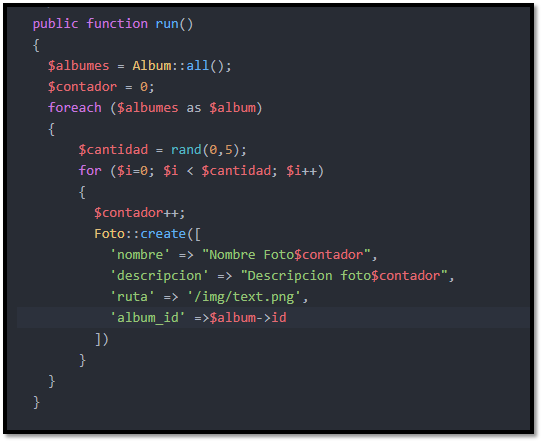 public function run()
{
$albumes = Album::all();
$contador = 0;
foreach ($albumes as $album)
{
$cantidad = rand(0,5);
for ($i=0; $i < $cantidad; $i++)
{
$contador++;
Foto::create([
'nombre' => "Nombre Foto$contador",
'descripcion' => "Descripcion foto$contador",
'ruta' => '/img/text.png',
'album_id' =>$album->id
])
}
}
}